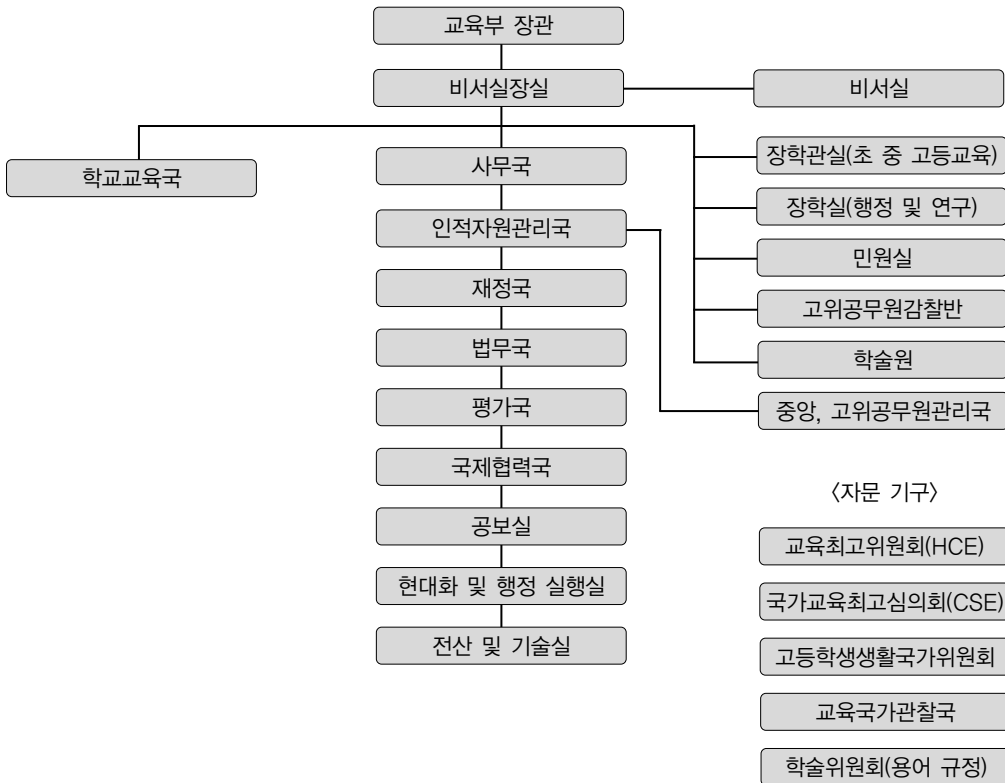 교육부 장관
비서실장실
비서실
학교교육국
사무국
인적자원관리국
재정국
법무국
평가국
국제협력국
공보실
현대화 및 행정 실행실
전산 및 기술실
장학관실(초 중 고등교육)
장학실(행정 및 연구)
민원실
고위공무원감찰반
학술원
중앙, 고위공무원관리국
〈자문 기구〉
교육최고위원회(HCE)
국가교육최고심의회(CSE)
고등학생생활국가위원회
교육국가관찰국
학술위원회(용어 규정)